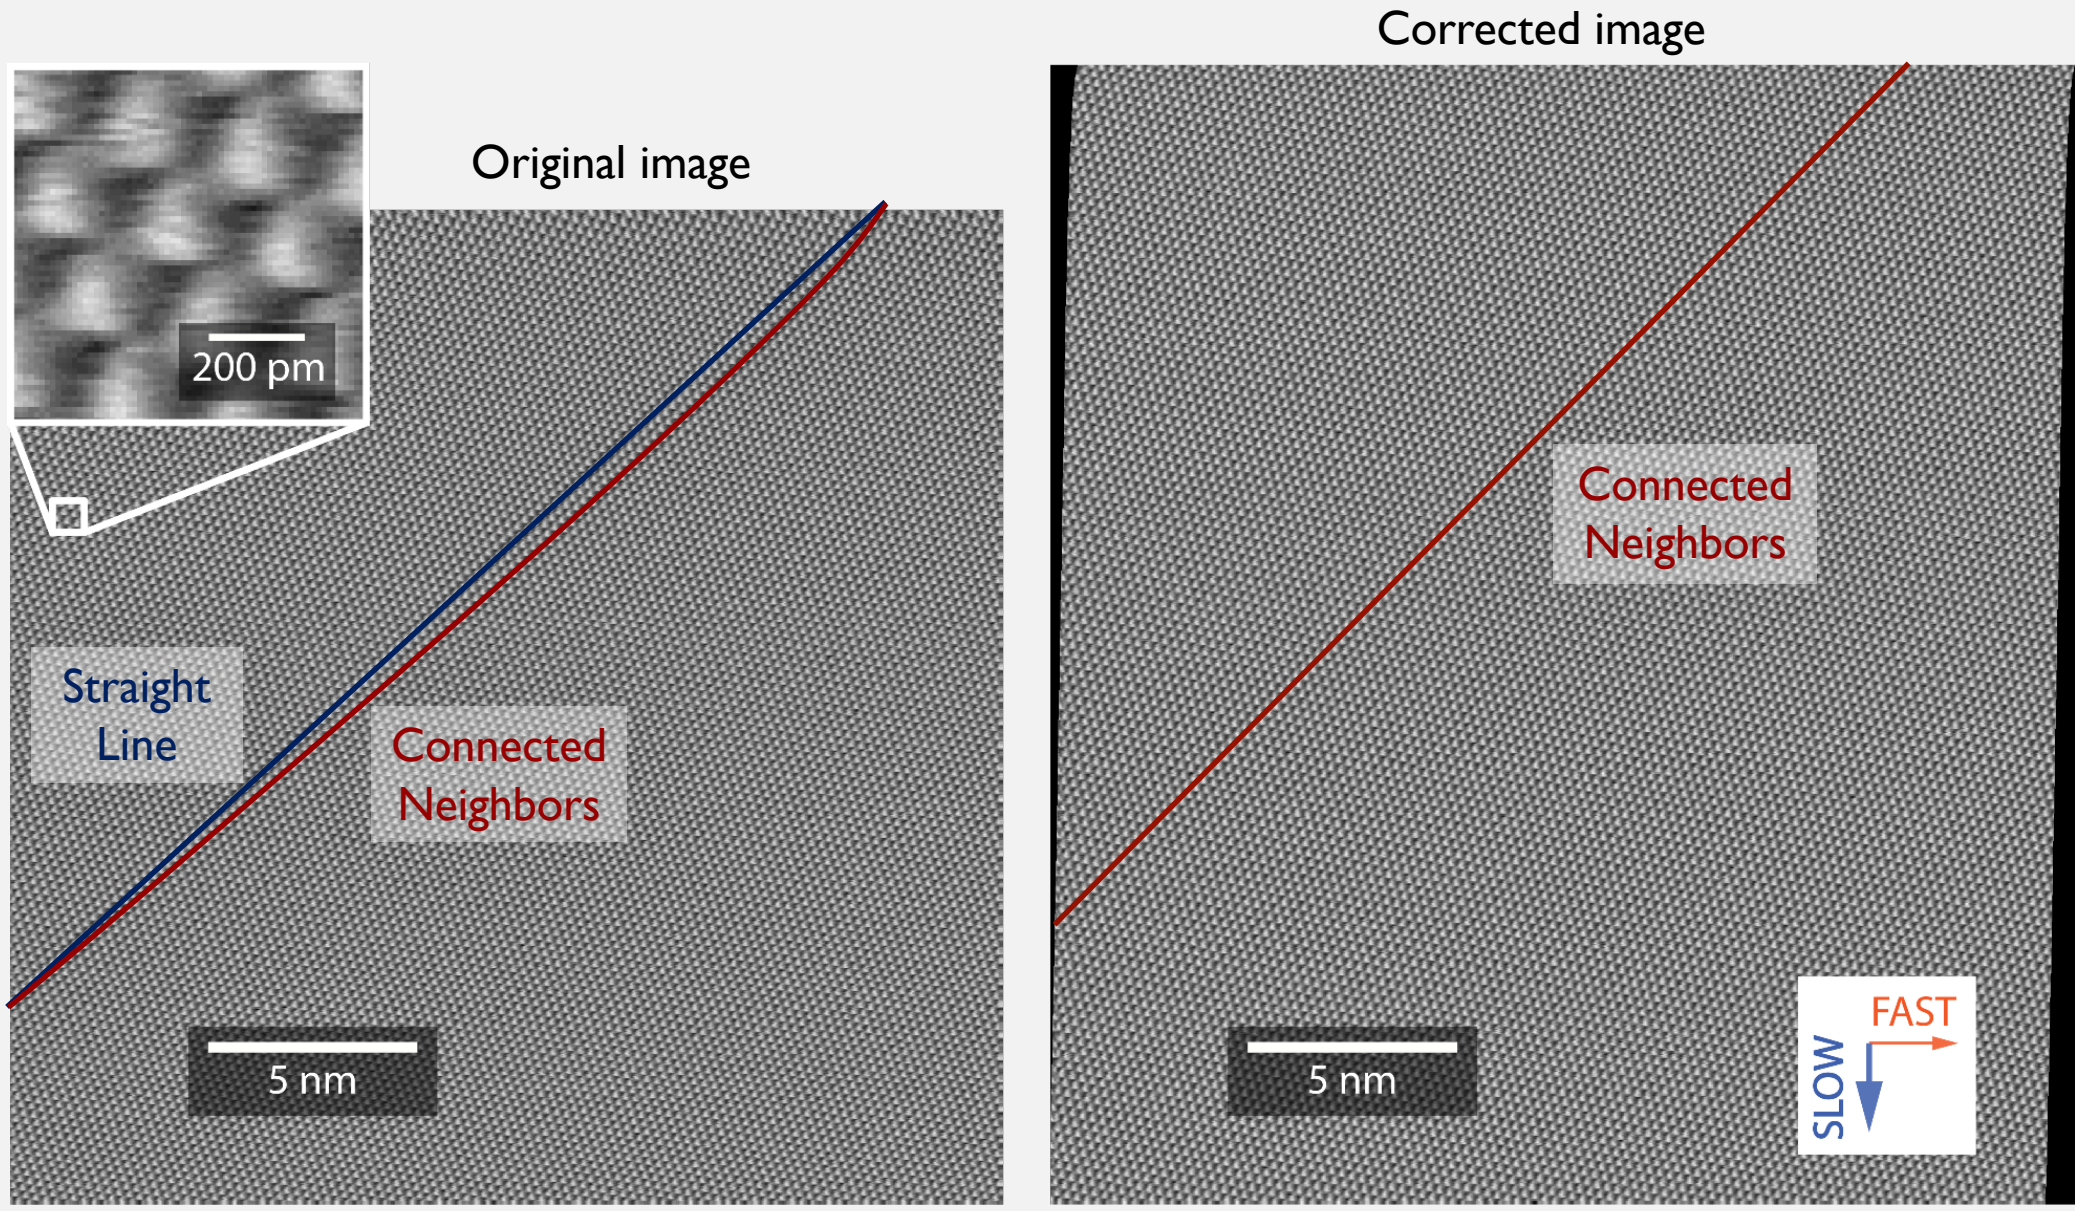 Corrected image
Original image
200 pm
Connected
Neighbors
Straight
Line
Connected
Neighbors
5 nm
5 nm
FAST
SLOW